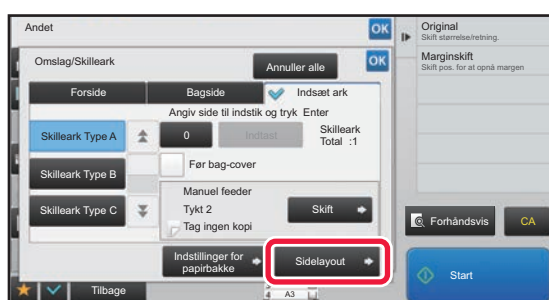 Andet
OK
Omslag/Skilleark
Annuller alle
OK
Forside
Bagside
Indsæt ark
Angiv side til indstik og tryk Enter
Skilleark Type A
0
Indtast
Skilleark
Total :1
Skilleark Type B
Før bag-cover
Skilleark Type C
Manuel feeder
Tykt 2
Tag ingen kopi
Skift
Indstillinger for
papirbakke
Sidelayout
Tilbage
4
A3
Original
Skift størrelse/retning.
Marginskift
Skift pos. for at opnå margen
Forhåndsvis
CA
Start